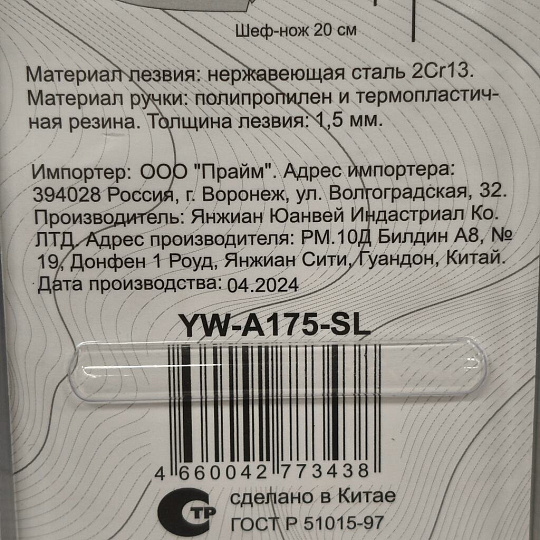 Шеф-нож 20 см
Материал лезвия: нержавеющая сталь 2Cr13.
Материал ручки: полипропилен и термопластич-
ная резина. Толщина лезвия: 1,5 мм.
Импортер: ООО "Прайм". Адрес импортера:
394028 Россия, г. Воронеж, ул. Волгоградская, 32.
Производитель: Янжиан Юанвей Индастриал Ко.
ЛТД. Адрес производителя: РМ.10Д Билдин А8, №
19, Донфен 1 Роуд, Янжиан Сити, Гуандон, Китай.
Дата производства: 04.2024
YW-A175-SL
4 660042 773438
СТР
сделано в Китае
ГОСТ Р 51015-97